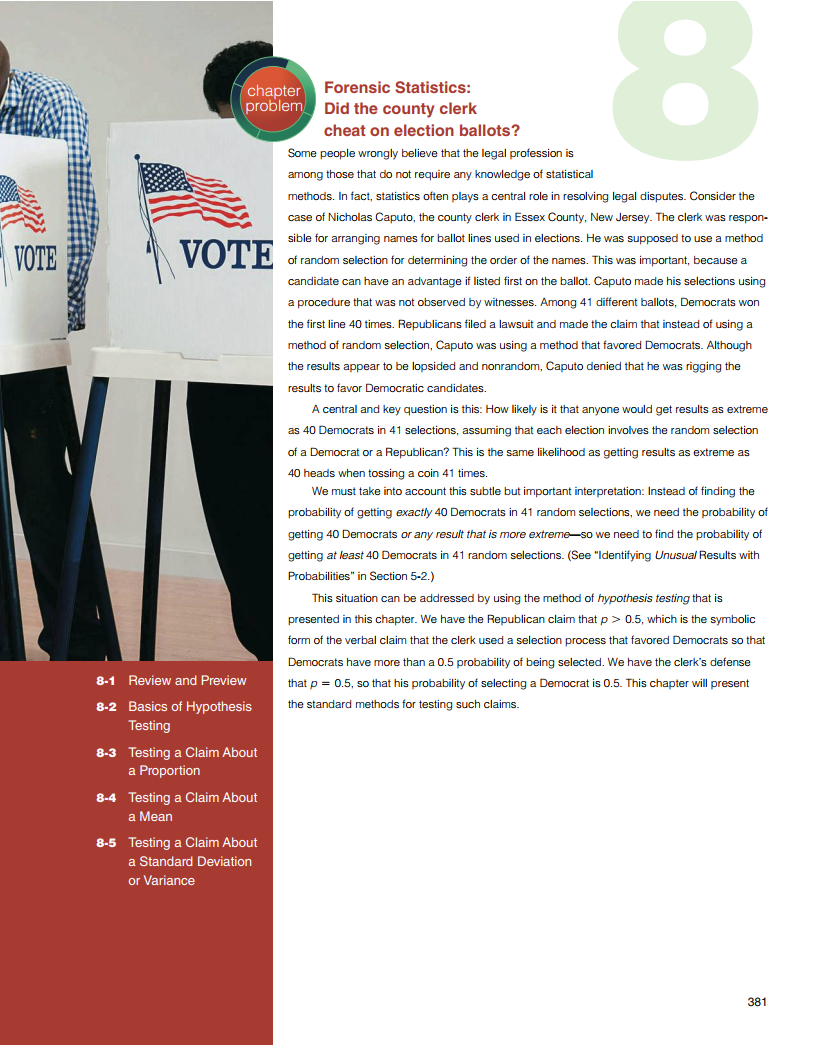 8
chapter
problem
Forensic Statistics:
Did the county clerk
cheat on election ballots?
Some people wrongly believe that the legal profession is
among those that do not require any knowledge of statistical
methods. In fact, statistics often plays a central role in resolving legal disputes. Consider the
case of Nicholas Caputo, the county clerk in Essex County, New Jersey. The clerk was respon-
sible for arranging names for ballot lines used in elections. He was supposed to use a method
of random selection for determining the order of the names. This was important, because a
candidate can have an advantage if listed first on the ballot. Caputo made his selections using
a procedure that was not observed by witnesses. Among 41 different ballots, Democrats won
the first line 40 times. Republicans filed a lawsuit and made the claim that instead of using a
method of random selection, Caputo was using a method that favored Democrats. Although
the results appear to be lopsided and nonrandom, Caputo denied that he was rigging the
results to favor Democratic candidates.
A central and key question is this: How likely is it that anyone would get results as extreme
as 40 Democrats in 41 selections, assuming that each election involves the random selection
of a Democrat or a Republican? This is the same likelihood as getting results as extreme as
40 heads when tossing a coin 41 times.
We must take into account this subtle but important interpretation: Instead of finding the
probability of getting exactly 40 Democrats in 41 random selections, we need the probability of
getting 40 Democrats or any result that is more extreme—so we need to find the probability of
getting at least 40 Democrats in 41 random selections. (See “Identifying Unusual Results with
Probabilities” in Section 5-2.)
This situation can be addressed by using the method of hypothesis testing that is
presented in this chapter. We have the Republican claim that p > 0.5, which is the symbolic
form of the verbal claim that the clerk used a selection process that favored Democrats so that
Democrats have more than a 0.5 probability of being selected. We have the clerk’s defense
that p = 0.5, so that his probability of selecting a Democrat is 0.5. This chapter will present
the standard methods for testing such claims.
VOTE
VOTE
8-1 Review and Preview
8-2 Basics of Hypothesis
Testing
8-3 Testing a Claim About
a Proportion
8-4 Testing a Claim About
a Mean
8-5 Testing a Claim About
a Standard Deviation
or Variance
381